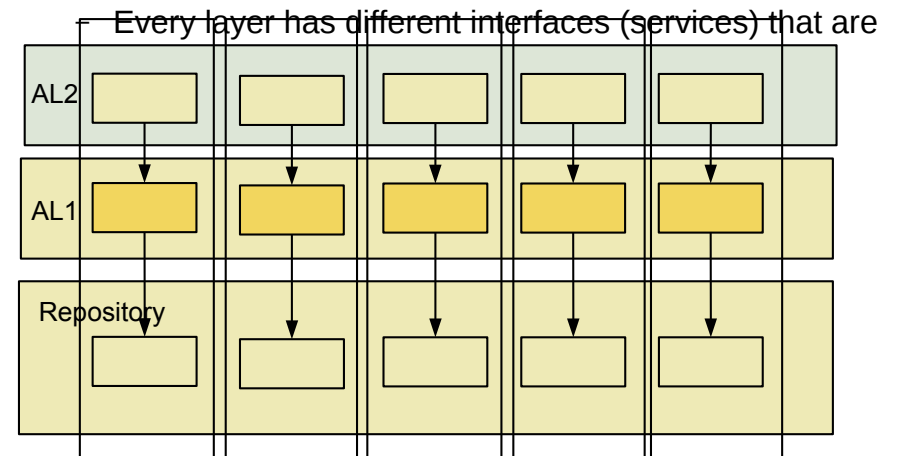 – Every layer has different interfaces (services) that are
AL2
AL1
Repository